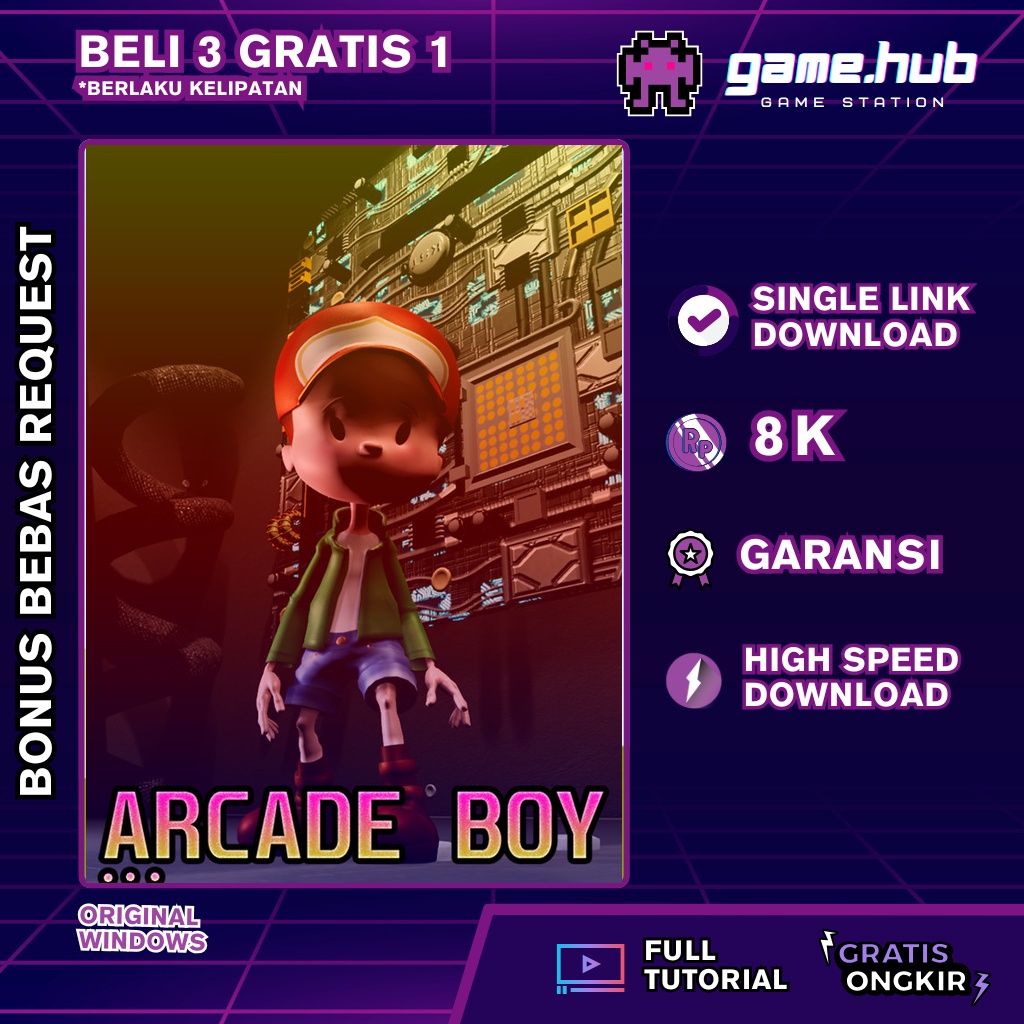 BELI 3 GRATIS 1
*BERLAKU KELIPATAN
game.hub
GAME STATION
BONUS BEBAS REQUEST
SINGLE LINK
DOWNLOAD
RP
8K
GARANSI
HIGH SPEED
DOWNLOAD
ARCADE BOY
ORIGINAL
WINDOWS
FULL
TUTORIAL
GRATIS
ONGKIR